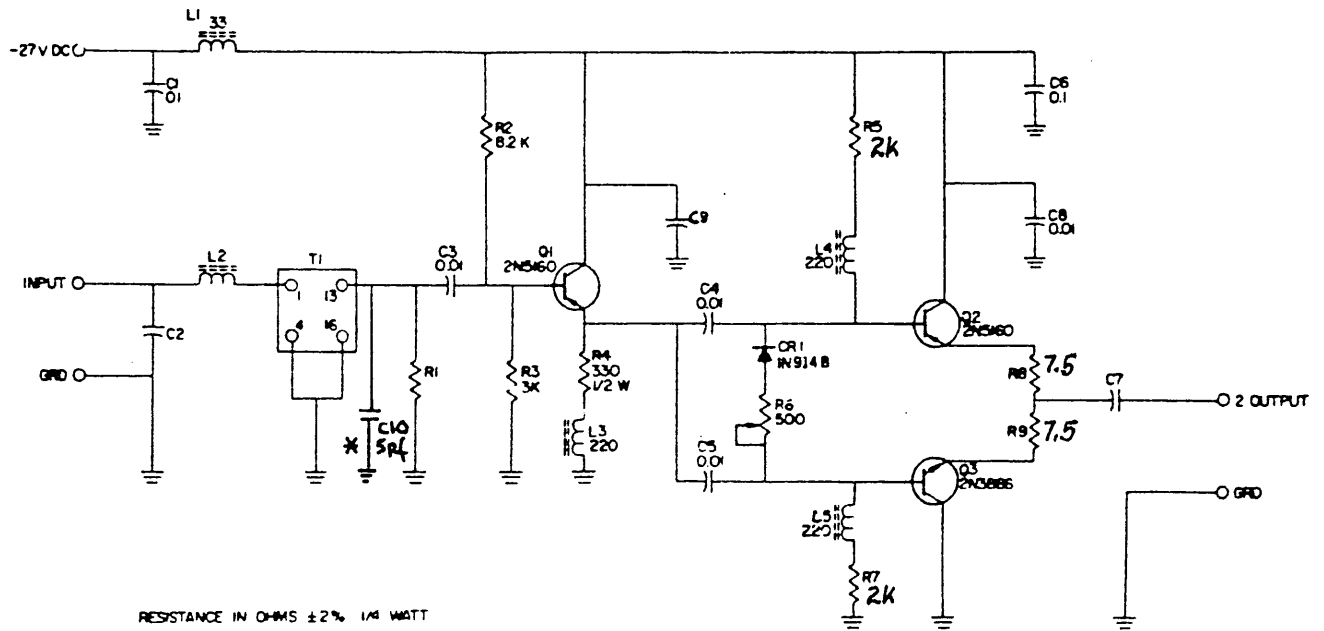 L1
33
-27V DC
C1
0.1
R2
8.2 K
R5
2K
C6
0.1
C9
C8
0.01
L2
T1
C3
0.01
Q1
2N5160
L4
220
INPUT
1
13
C4
0.01
Q2
2N5160
C2
4
16
CR1
IN914B
R8
7.5
C7
GRD
R1
R3
3K
R4
330
1/2 W
R6
500
2 OUTPUT
R9
7.5
*
C10
5pf
L3
220
C5
0.01
Q3
2N3866
GRD
L5
220
R7
2K
RESISTANCE IN OHMS ±2% 1/4 WATT